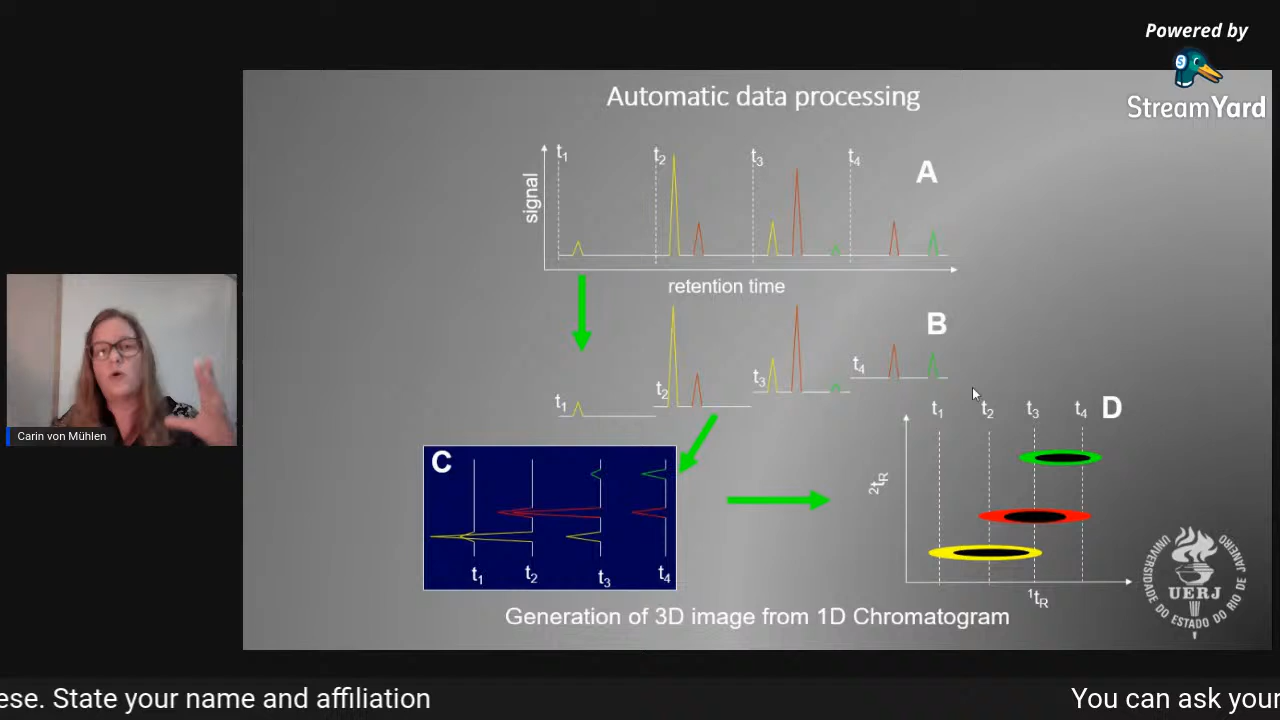 Powered by
StreamYard
Automatic data processing
t1 t2 t3 t4 A
signal
retention time
B
t1 t2 t3 t4
C
t1 t2 t3 t4
t1 t2 t3 t4 D
2tR
1tR
UNIVERSIDADE DO ESTADO DO RIO DE JANEIRO
UERJ
Generation of 3D image from 1D Chromatogram
Carin von Mühlen
ese. State your name and affiliation
You can ask your